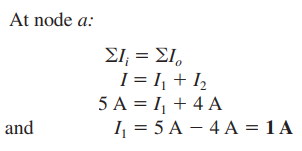 At node a:
ΣIᵢ = ΣIₒ
I = I₁ + I₂
5 A = I₁ + 4 A
and I₁ = 5 A − 4 A = 1 A